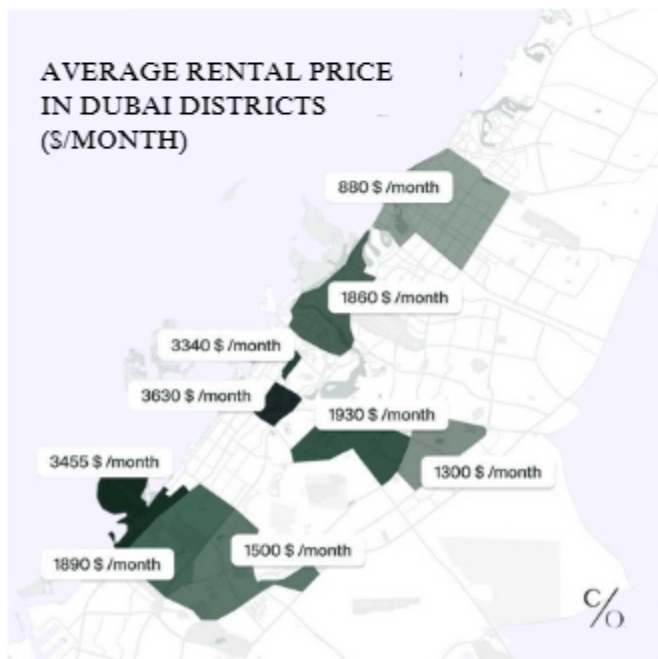 AVERAGE RENTAL PRICE
IN DUBAI DISTRICTS
($/MONTH)
880 $ /month
1860 $ /month
3340 $ /month
3630 $ /month
1930 $ /month
3455 $ /month
1300 $ /month
1500 $ /month
1890 $ /month
C/O